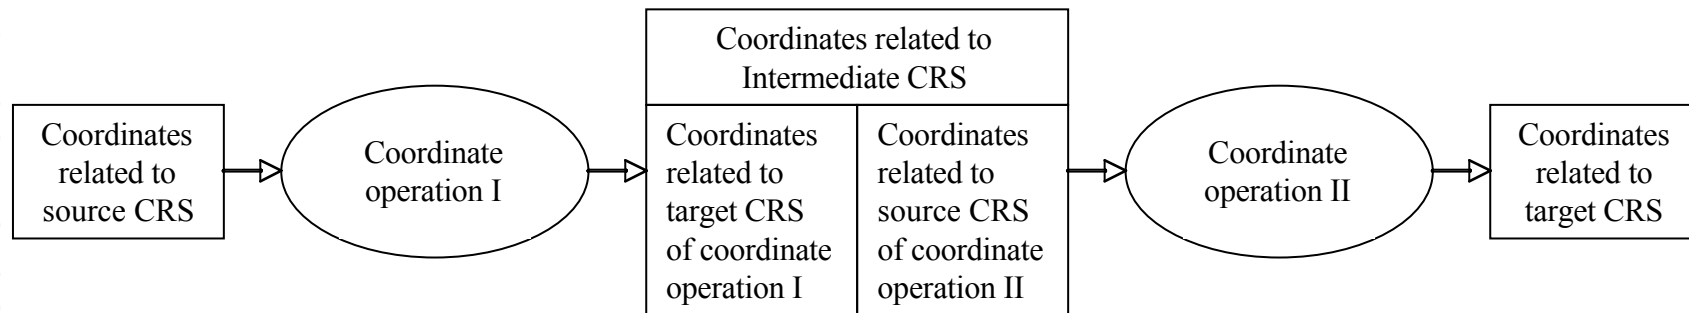 Coordinates
related to
source CRS
Coordinate
operation I
Coordinates related to
Intermediate CRS
Coordinates
related to
target CRS
of coordinate
operation I
Coordinates
related to
source CRS
of coordinate
operation II
Coordinate
operation II
Coordinates
related to
target CRS